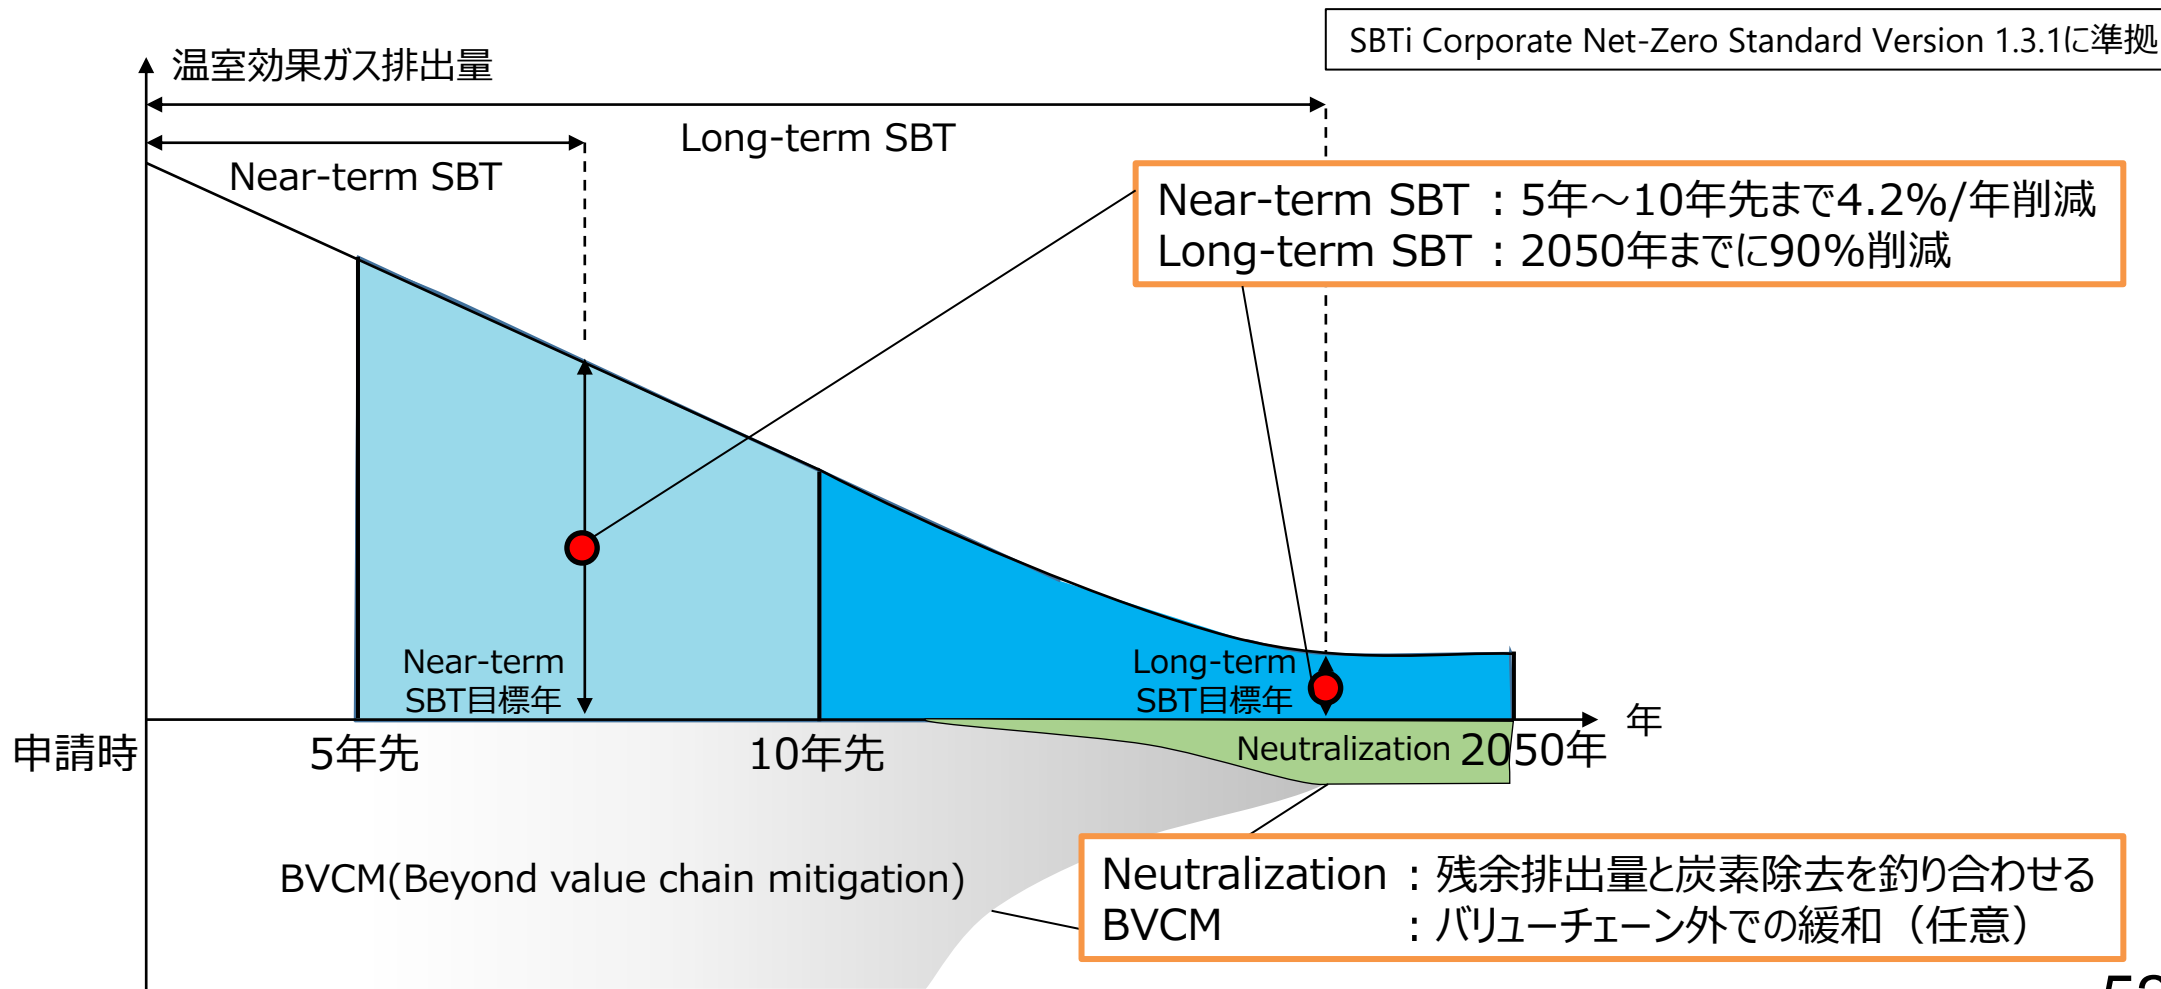 SBTi Corporate Net-Zero Standard Version 1.3.1に準拠
温室効果ガス排出量
Long-term SBT
Near-term SBT
Near-term SBT：5年～10年先まで4.2%/年削減
Long-term SBT：2050年までに90%削減
Near-term
SBT目標年
Long-term
SBT目標年
年
申請時
5年先
10年先
Neutralization
2050年
BVCM(Beyond value chain mitigation)
Neutralization：残余排出量と炭素除去を釣り合わせる
BVCM：バリューチェーン外での緩和（任意）